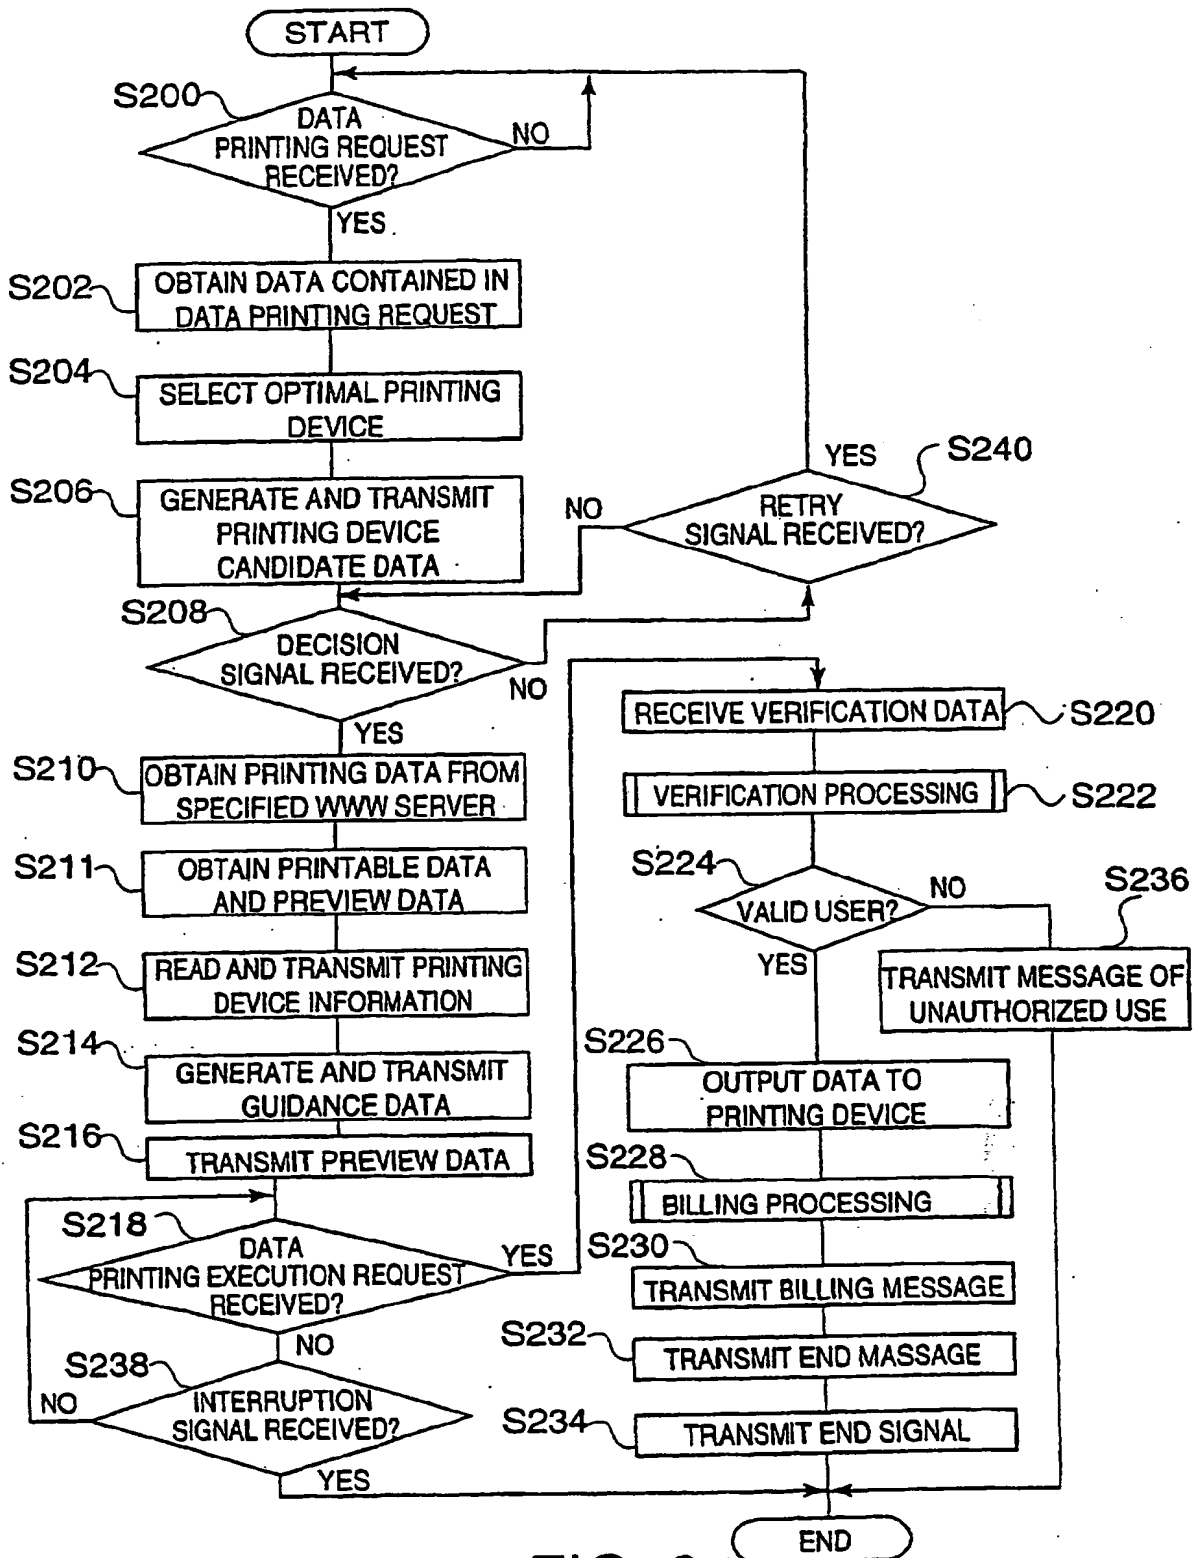 START
S200
DATA
PRINTING REQUEST
RECEIVED?
NO
YES
S202
OBTAIN DATA CONTAINED IN
DATA PRINTING REQUEST
S204
SELECT OPTIMAL PRINTING
DEVICE
S206
GENERATE AND TRANSMIT
PRINTING DEVICE
CANDIDATE DATA
YES
S240
NO
RETRY
SIGNAL RECEIVED?
S208
DECISION
SIGNAL RECEIVED?
NO
YES
S210
OBTAIN PRINTING DATA FROM
SPECIFIED WWW SERVER
S211
OBTAIN PRINTABLE DATA
AND PREVIEW DATA
S212
READ AND TRANSMIT PRINTING
DEVICE INFORMATION
S214
GENERATE AND TRANSMIT
GUIDANCE DATA
S216
TRANSMIT PREVIEW DATA
S218
DATA
PRINTING EXECUTION REQUEST
RECEIVED?
YES
NO
S238
INTERRUPTION
SIGNAL RECEIVED?
NO
YES
RECEIVE VERIFICATION DATA
S220
VERIFICATION PROCESSING
S222
S224
VALID USER?
NO
YES
S236
TRANSMIT MESSAGE OF
UNAUTHORIZED USE
S226
OUTPUT DATA TO
PRINTING DEVICE
S228
BILLING PROCESSING
S230
TRANSMIT BILLING MESSAGE
S232
TRANSMIT END MASSAGE
S234
TRANSMIT END SIGNAL
END